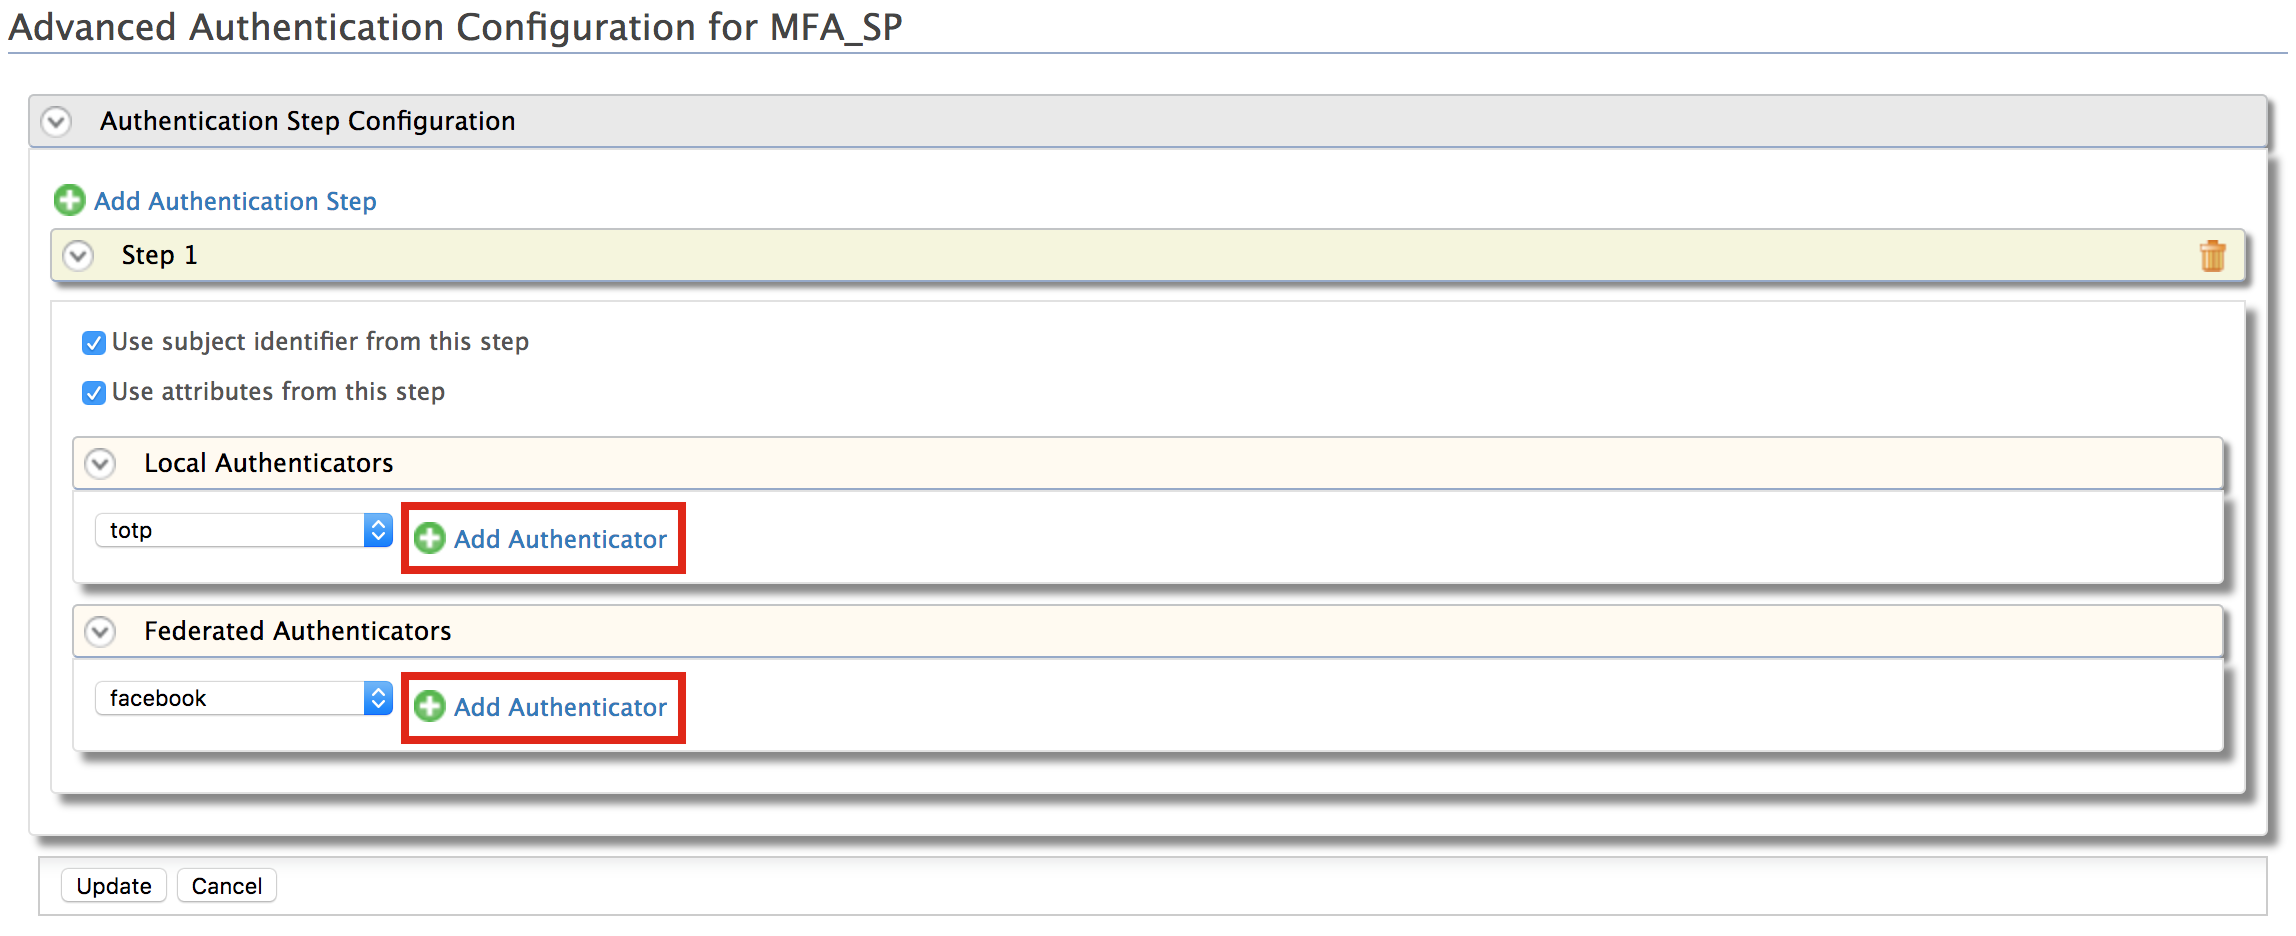 Advanced Authentication Configuration for MFA_SP
Authentication Step Configuration
Add Authentication Step
Step 1
Use subject identifier from this step
Use attributes from this step
Local Authenticators
totp
Add Authenticator
Federated Authenticators
facebook
Add Authenticator
Update
Cancel